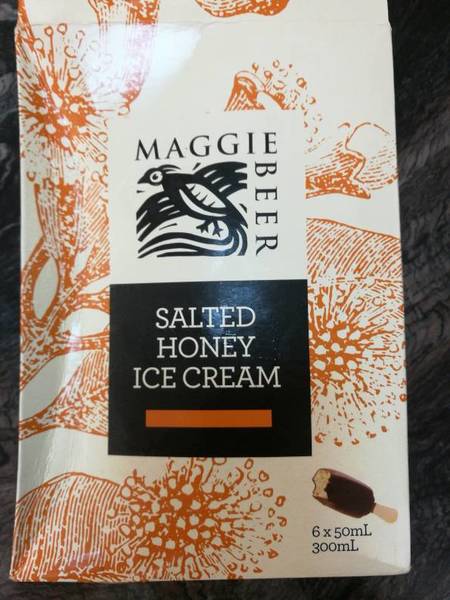 MAGGIE
BEER
SALTED
HONEY
ICE CREAM
6 x 50mL
300mL